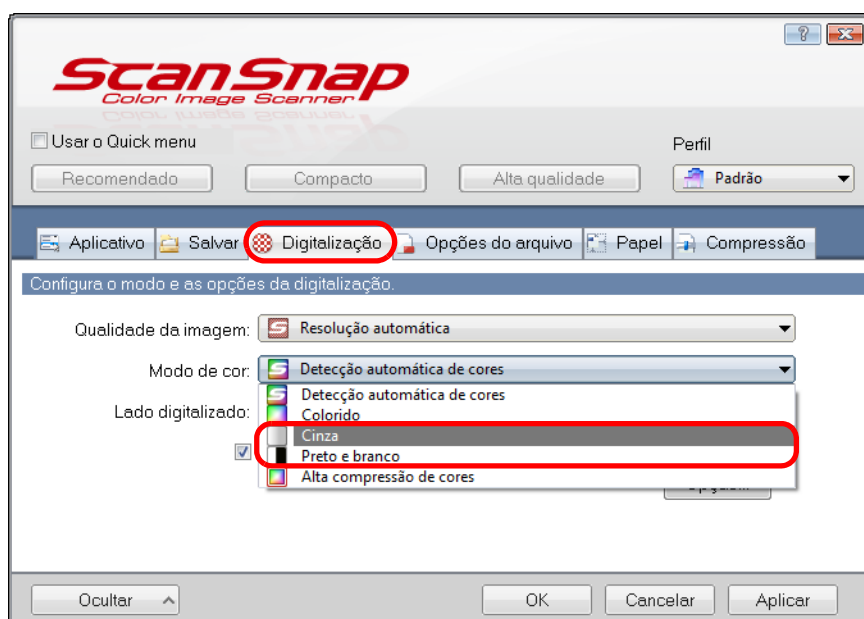 ScanSnap
Color Image Scanner
Usar o Quick menu
Perfil
Recomendado
Compacto
Alta qualidade
Padrão
Aplicativo
Salvar
Digitalização
Opções do arquivo
Papel
Compressão
Configura o modo e as opções da digitalização.
Qualidade da imagem:
Resolução automática
Modo de cor:
Detecção automática de cores
Detecção automática de cores
Lado digitalizado:
Colorido
Cinza
Preto e branco
Alta compressão de cores
Ocultar
OK
Cancelar
Aplicar